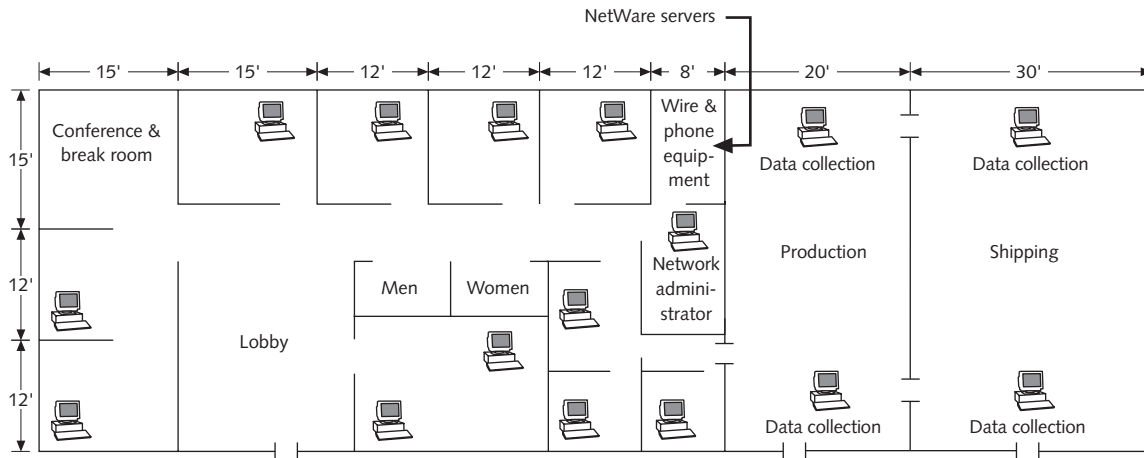 NetWare servers
15'
15'
12'
12'
12'
8'
20'
30'
Conference &
break room
Wire &
phone
equip-
ment
Data collection
Data collection
15'
12'
12'
Men
Women
Network
admini-
strator
Production
Shipping
Lobby
Data collection
Data collection